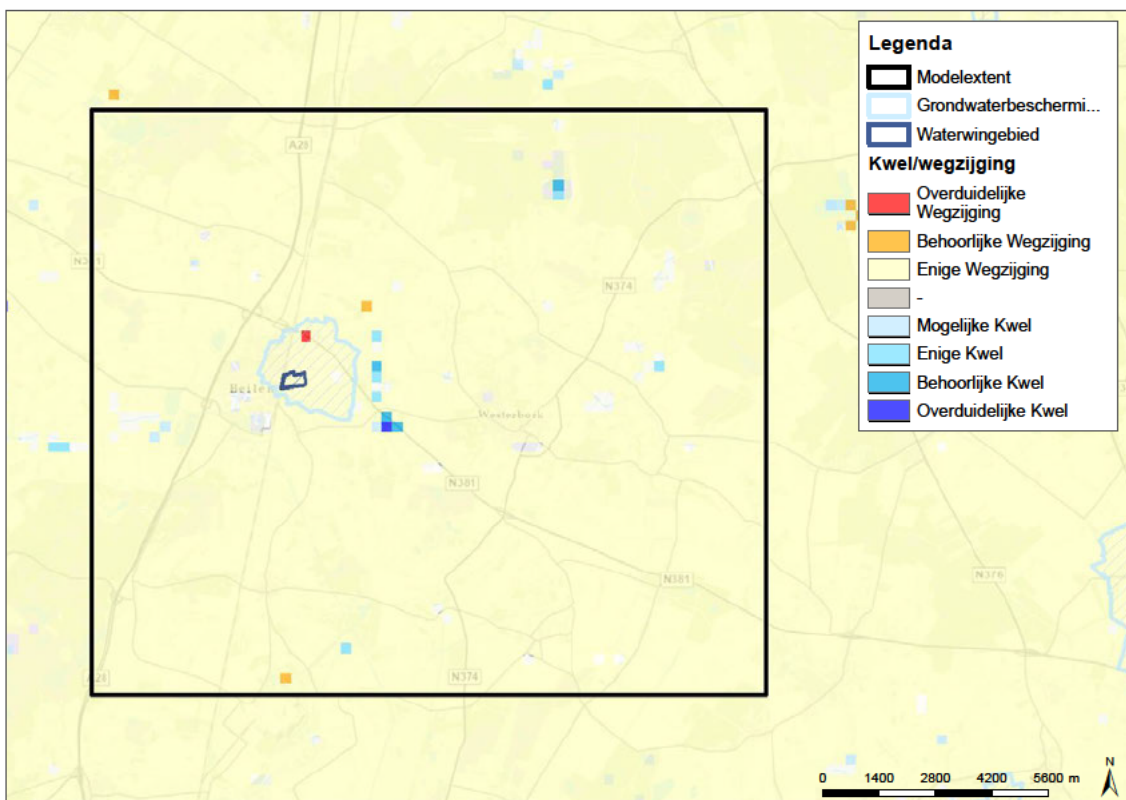 Legenda
Modelextent
Grondwaterbeschermi...
Waterwingebied
Kwel/wegzijging
Overduidelijke
Wegzijging
Behoorlijke Wegzijging
Enige Wegzijging
-
Mogelijke Kwel
Enige Kwel
Behoorlijke Kwel
Overduidelijke Kwel
A28
N381
N374
Beilen
Westerbork
N381
N381
N376
A28
N374
0 1400 2800 4200 5600 m
N